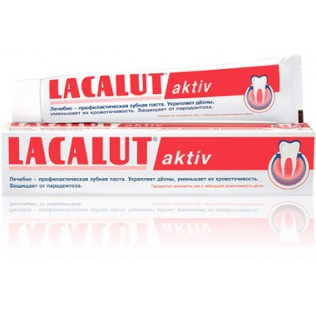 LACALUT aktiv
Лечебно – профилактическая зубная паста. Укрепляет дёсны,
уменьшает их кровоточивость. Защищает от пародонтоза.
LACALUT aktiv
Лечебно – профилактическая зубная паста. Укрепляет дёсны, уменьшает их кровоточивость.
Защищает от пародонтоза.